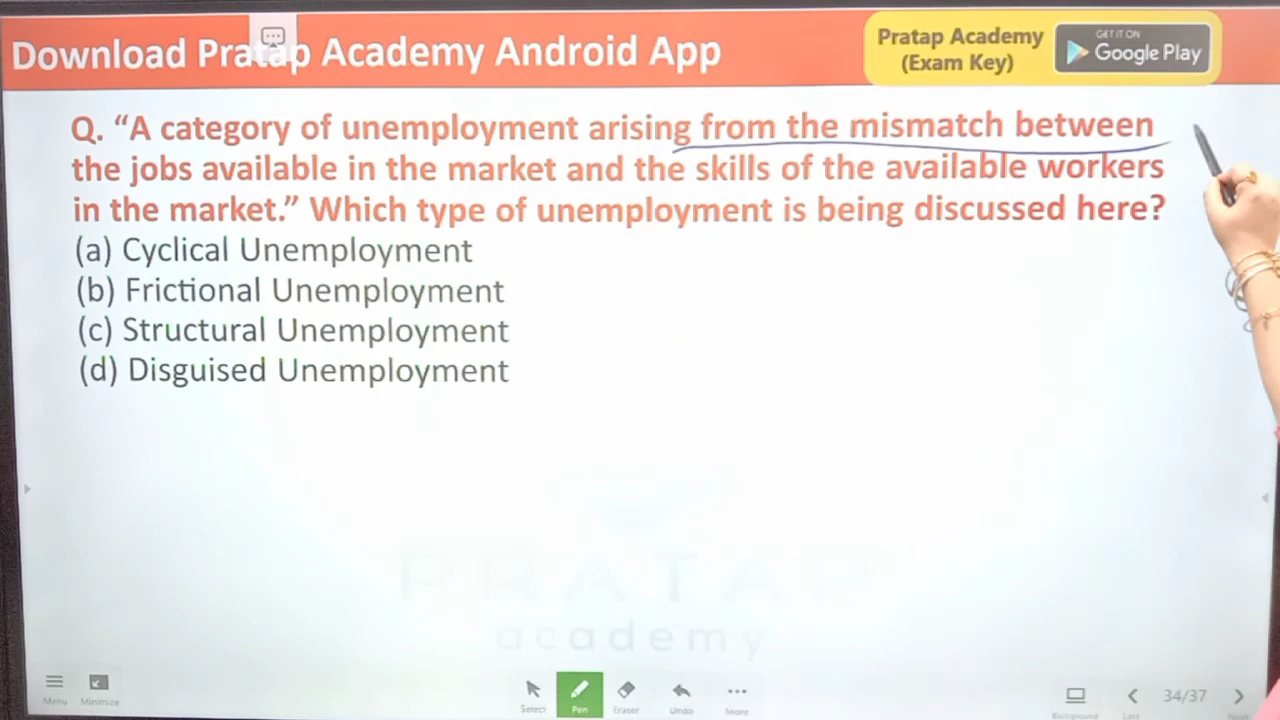 Download Pratap Academy Android App
Pratap Academy
(Exam Key)
GET IT ON
Google Play
Q. “A category of unemployment arising from the mismatch between
the jobs available in the market and the skills of the available workers
in the market.” Which type of unemployment is being discussed here?
(a) Cyclical Unemployment
(b) Frictional Unemployment
(c) Structural Unemployment
(d) Disguised Unemployment
PRATAP
academy
Menu
Minimize
Select
Pen
Eraser
Undo
More
Background
34/37